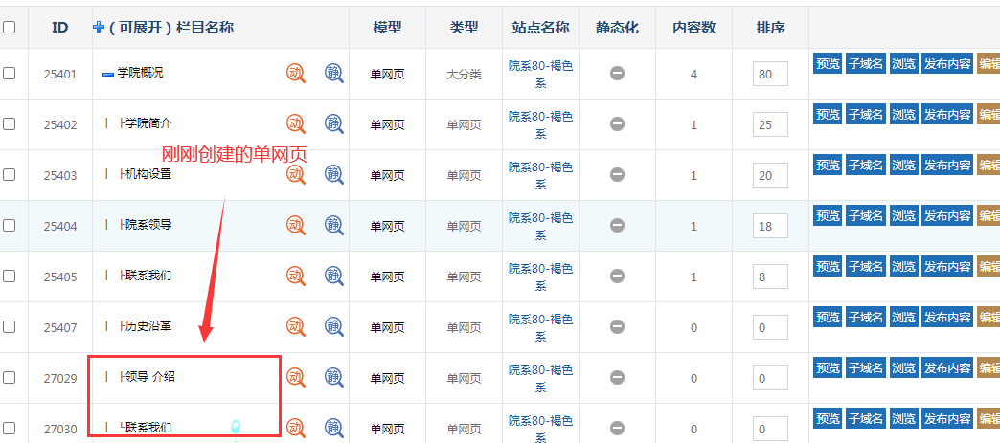 ID （可展开）栏目名称 模型 类型 站点名称 静态化 内容数 排序
25401 学院概况 动 静 单网页 大分类 院系80-褐色系 4 80 预览 子域名 浏览 发布内容 编辑
25402 ├学院简介 动 静 单网页 单网页 院系80-褐色系 1 25 预览 子域名 浏览 发布内容 编辑
刚刚创建的单网页
25403 ├机构设置 动 静 单网页 单网页 院系80-褐色系 1 20 预览 子域名 浏览 发布内容 编辑
25404 ├院系领导 动 静 单网页 单网页 院系80-褐色系 1 18 预览 子域名 浏览 发布内容 编辑
25405 ├联系我们 动 静 单网页 单网页 院系80-褐色系 1 8 预览 子域名 浏览 发布内容 编辑
25407 ├历史沿革 动 静 单网页 单网页 院系80-褐色系 0 0 预览 子域名 浏览 发布内容 编辑
27029 ├领导 介绍 动 静 单网页 单网页 院系80-褐色系 0 0 预览 子域名 浏览 发布内容 编辑
27030 └联系我们 动 静 单网页 单网页 院系80-褐色系 0 0 预览 子域名 浏览 发布内容 编辑